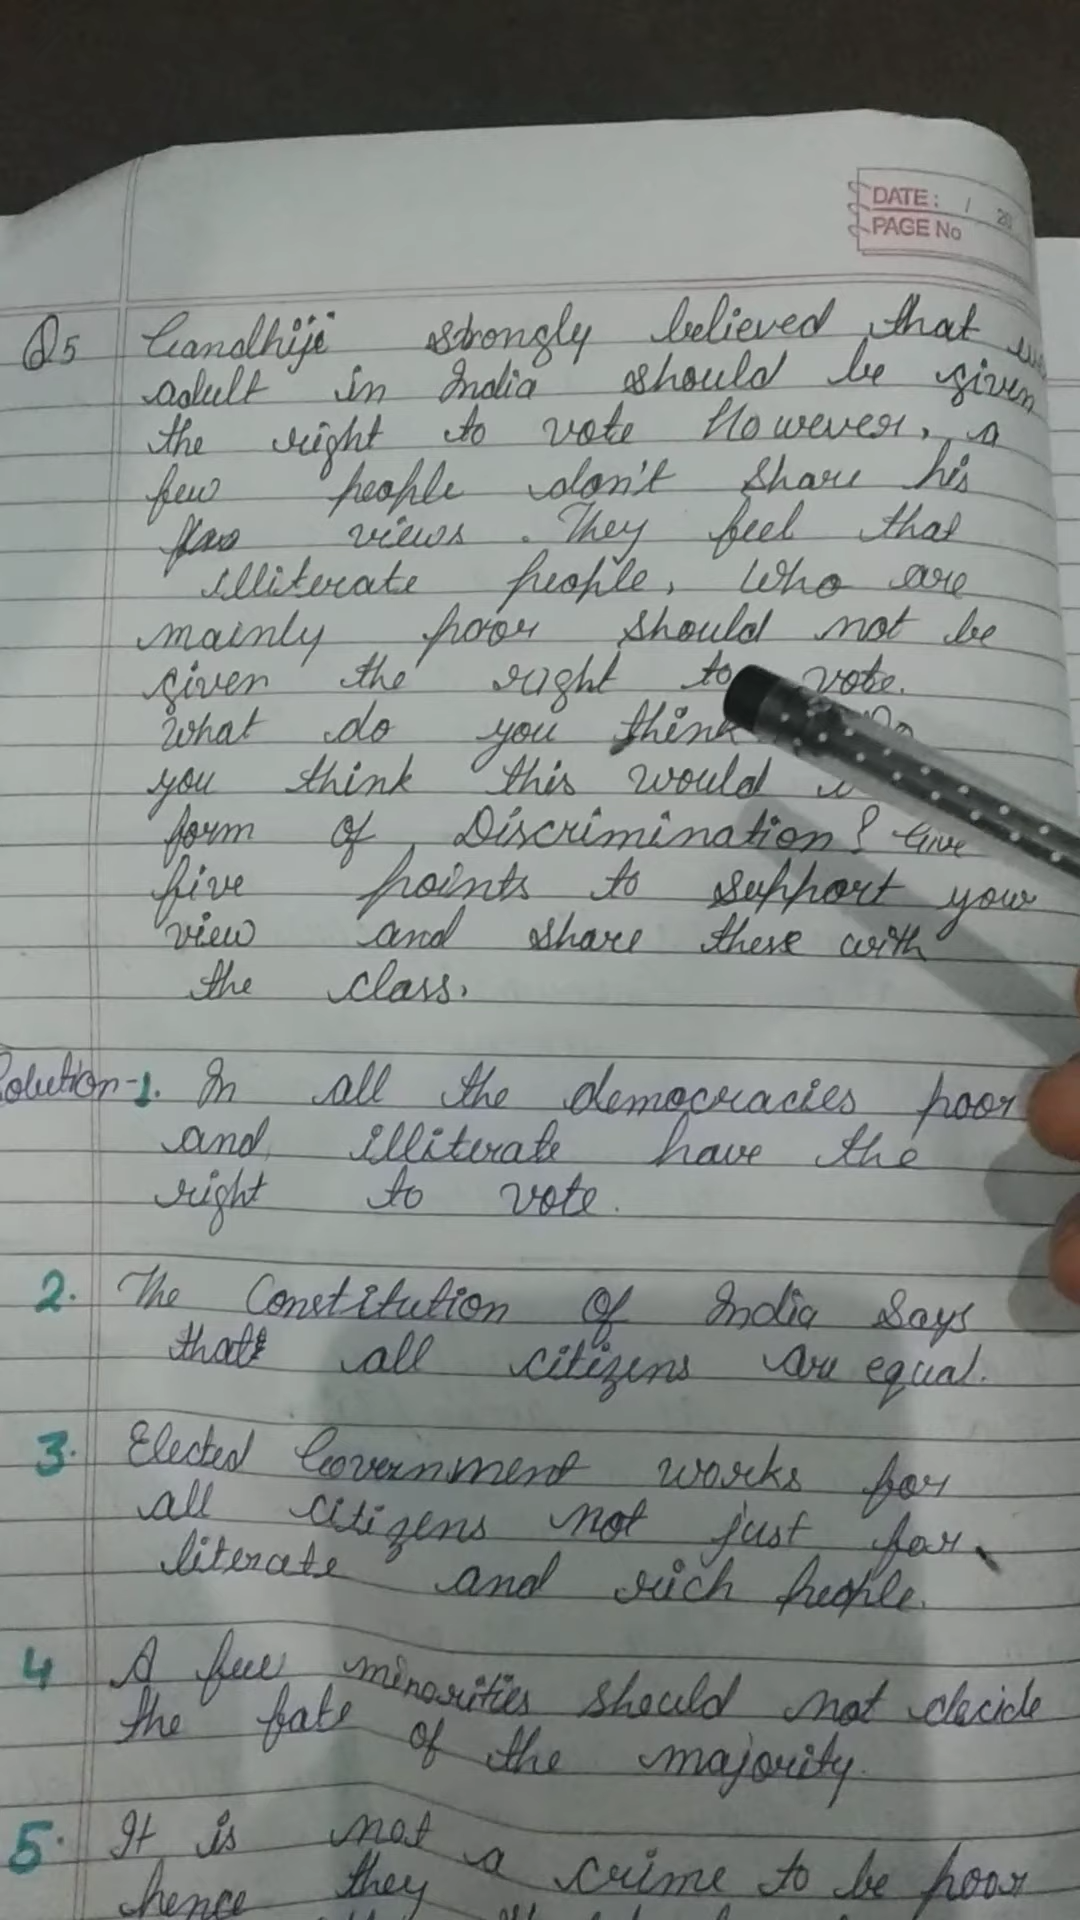 DATE: / 20
PAGE No
Q5 Gandhiji strongly believed that
adult in India should be given
the right to vote However, a
few people don't share his
views. They feel that
illiterate people, who are
mainly poor should not be
given the right to vote.
What do you think
you think this would
form of Discrimination? Give
five points to support your
view and share these with
the class.
Solution-1. In all the democracies poor
and illiterate have the
right to vote.
2. The Constitution Of India Says
that all citizens are equal.
3. Elected Government works for
all citizens not just for
literate and rich people.
4 A few minorities should not decide
the fate of the majority.
5. It is not a crime to be poor
hence they